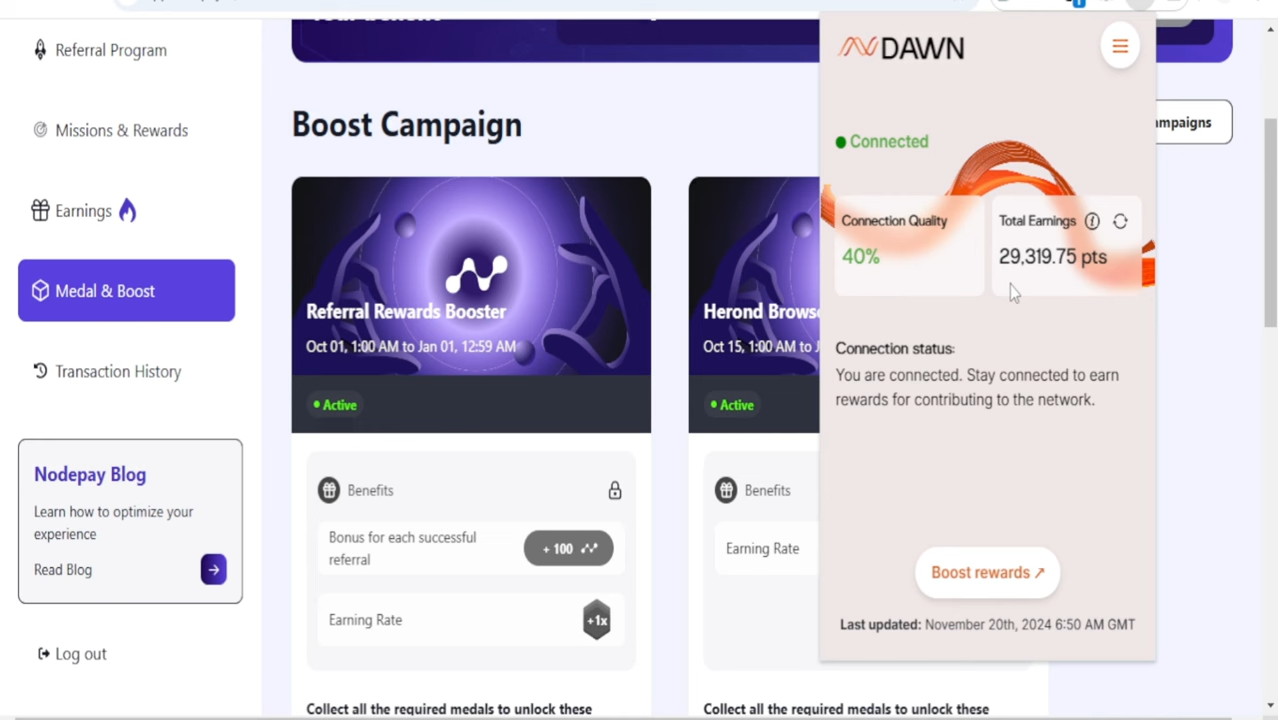 Referral Program
Missions & Rewards
Earnings
Medal & Boost
Transaction History
Nodepay Blog
Learn how to optimize your
experience
Read Blog
Log out
Boost Campaign
Referral Rewards Booster
Oct 01, 1:00 AM to Jan 01, 12:59 AM
Active
Benefits
Bonus for each successful
referral
+ 100
Earning Rate
+1x
Collect all the required medals to unlock these
Herond Brows
Oct 15, 1:00 AM to J
Active
Benefits
Earning Rate
Collect all the required medals to unlock these
mpaigns
DAWN
Connected
Connection Quality
40%
Total Earnings
29,319.75 pts
Connection status:
You are connected. Stay connected to earn
rewards for contributing to the network.
Boost rewards ↗
Last updated: November 20th, 2024 6:50 AM GMT